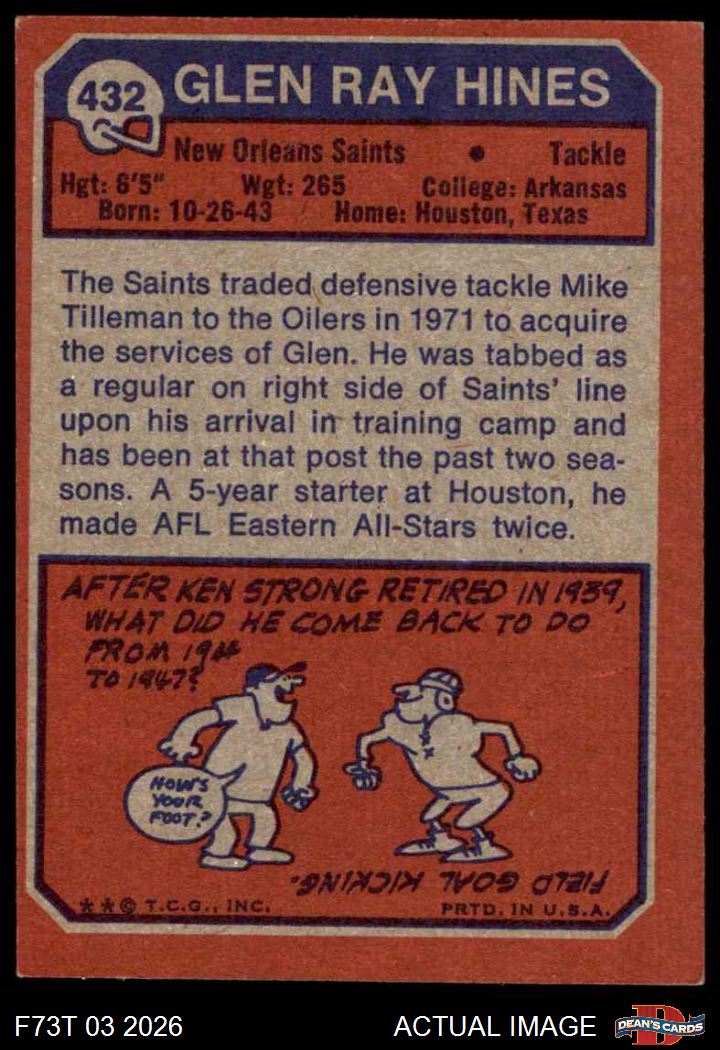 432 GLEN RAY HINES
New Orleans Saints • Tackle
Hgt: 6'5" Wgt: 265 College: Arkansas
Born: 10-26-43 Home: Houston, Texas
The Saints traded defensive tackle Mike
Tilleman to the Oilers in 1971 to acquire
the services of Glen. He was tabbed as
a regular on right side of Saints' line
upon his arrival in training camp and
has been at that post the past two sea-
sons. A 5-year starter at Houston, he
made AFL Eastern All-Stars twice.
AFTER KEN STRONG RETIRED IN 1939,
WHAT DID HE COME BACK TO DO
FROM 1944
TO 1947?
HOW'S
YOUR
FOOT?
FIELD GOAL KICKING.
**© T.C.G., INC. PRTD. IN U.S.A.
F73T 03 2026 ACTUAL IMAGE D DEAN'S CARDS